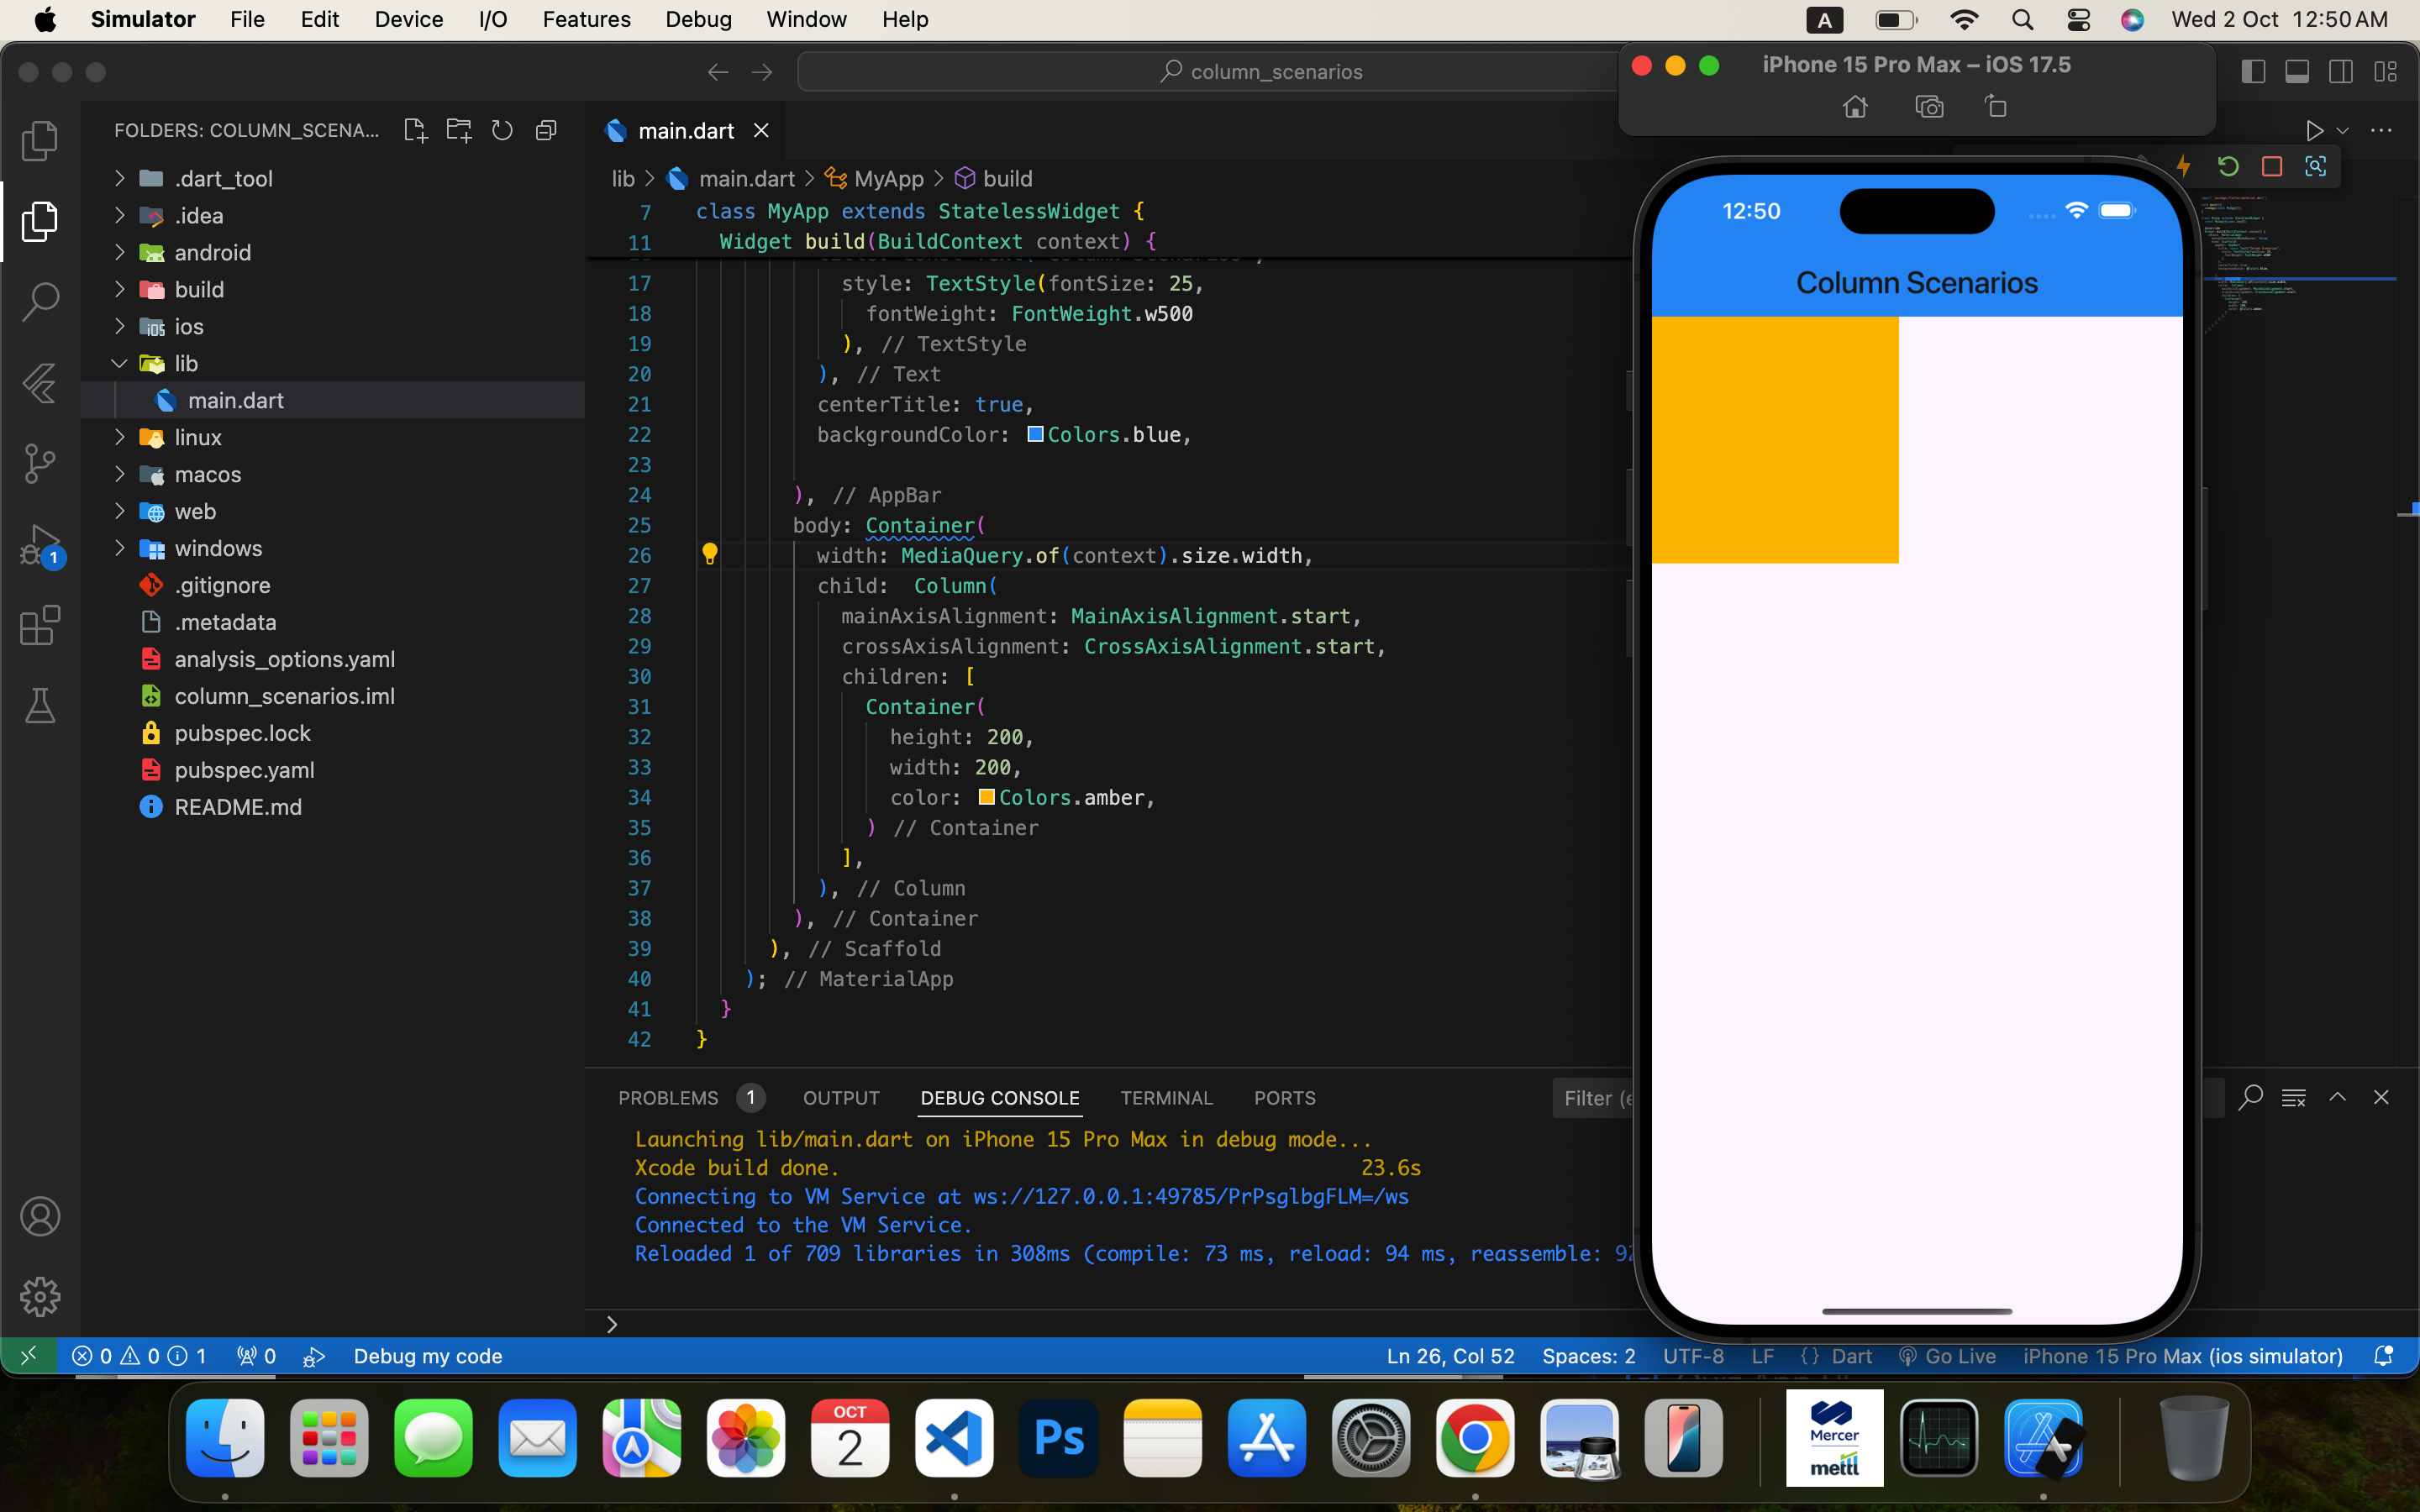 Simulator File Edit Device I/O Features Debug Window Help A Wed 2 Oct 12:50 AM
column_scenarios
iPhone 15 Pro Max – iOS 17.5
FOLDERS: COLUMN_SCENA...
.dart_tool
.idea
android
build
ios
lib
main.dart
linux
macos
web
windows
.gitignore
.metadata
analysis_options.yaml
column_scenarios.iml
pubspec.lock
pubspec.yaml
README.md
1
main.dart
lib > main.dart > MyApp > build
7 class MyApp extends StatelessWidget {
11 Widget build(BuildContext context) {
17 style: TextStyle(fontSize: 25,
18 fontWeight: FontWeight.w500
19 ), // TextStyle
20 ), // Text
21 centerTitle: true,
22 backgroundColor: Colors.blue,
23
24 ), // AppBar
25 body: Container(
26 width: MediaQuery.of(context).size.width,
27 child: Column(
28 mainAxisAlignment: MainAxisAlignment.start,
29 crossAxisAlignment: CrossAxisAlignment.start,
30 children: [
31 Container(
32 height: 200,
33 width: 200,
34 color: Colors.amber,
35 ) // Container
36 ],
37 ), // Column
38 ), // Container
39 ), // Scaffold
40 ); // MaterialApp
41 }
42 }
12:50
Column Scenarios
PROBLEMS 1 OUTPUT DEBUG CONSOLE TERMINAL PORTS Filter (e
Launching lib/main.dart on iPhone 15 Pro Max in debug mode...
Xcode build done. 23.6s
Connecting to VM Service at ws://127.0.0.1:49785/PrPsglbgFLM=/ws
Connected to the VM Service.
Reloaded 1 of 709 libraries in 308ms (compile: 73 ms, reload: 94 ms, reassemble: 92
>
0 0 1 0 Debug my code Ln 26, Col 52 Spaces: 2 UTF-8 LF {} Dart Go Live iPhone 15 Pro Max (ios simulator)
OCT
2
Ps
Mercer
mettl